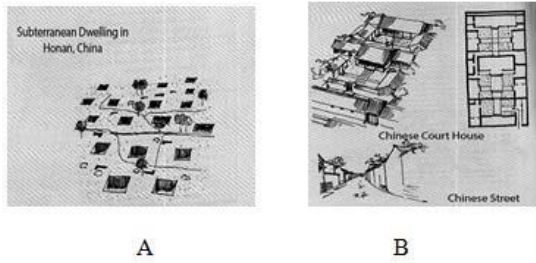 Subterranean Dwelling in
Honan, China
Chinese Court House
Chinese Street
A
B